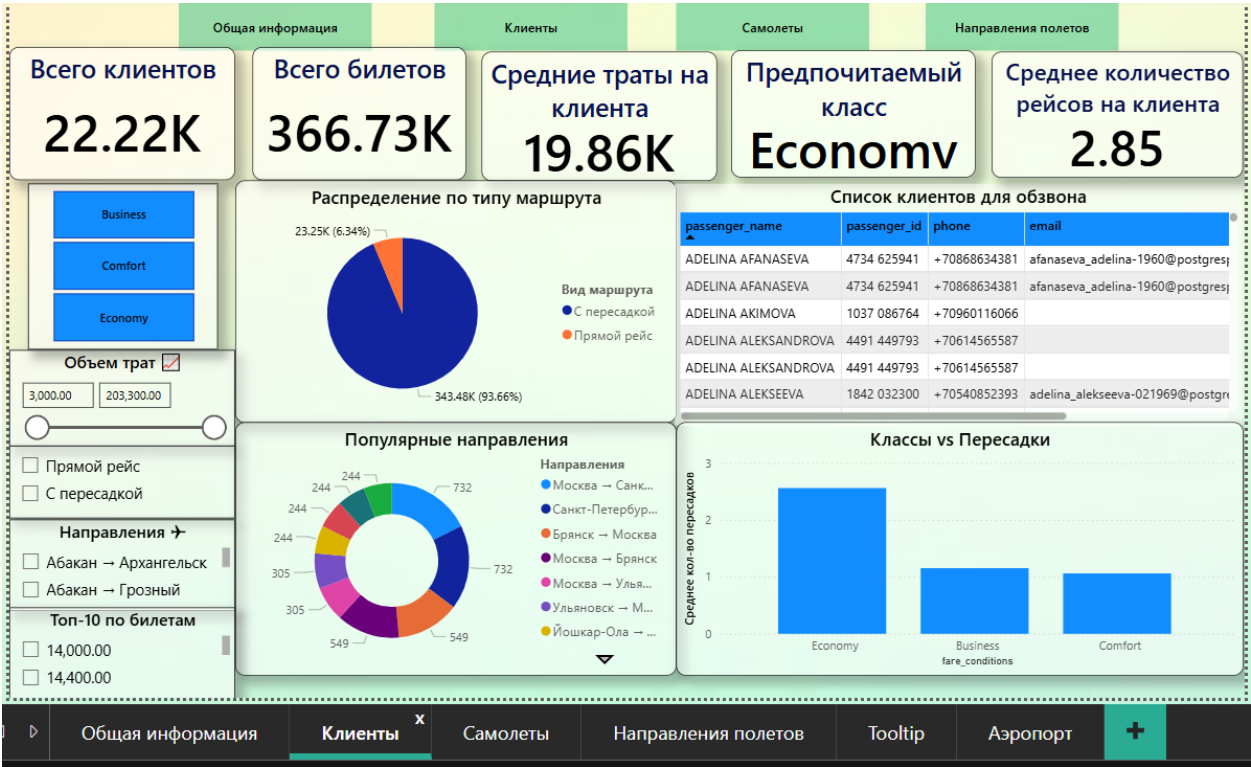 Общая информация
Клиенты
Самолеты
Направления полетов
Всего клиентов
22.22K
Всего билетов
366.73K
Средние траты на
клиента
19.86K
Предпочитаемый
класс
Economy
Среднее количество
рейсов на клиента
2.85
Business
Comfort
Economy
Объем трат 📈
3,000.00
203,300.00
Прямой рейс
С пересадкой
Направления ✈
Абакан → Архангельск
Абакан → Грозный
Топ-10 по билетам
14,000.00
14,400.00
Распределение по типу маршрута
23.25K (6.34%)
343.48K (93.66%)
Вид маршрута
С пересадкой
Прямой рейс
Список клиентов для обзвона
passenger_name passenger_id phone email
ADELINA AFANASEVA 4734 625941 +70868634381 afanaseva_adelina-1960@postgresp
ADELINA AFANASEVA 4734 625941 +70868634381 afanaseva_adelina-1960@postgresp
ADELINA AKIMOVA 1037 086764 +70960116066
ADELINA ALEKSANDROVA 4491 449793 +70614565587
ADELINA ALEKSANDROVA 4491 449793 +70614565587
ADELINA ALEKSEEVA 1842 032300 +70540852393 adelina_alekseeva-021969@postgre
Популярные направления
732
732
549
549
305
305
244
244
244
244
Направления
Москва → Санк...
Санкт-Петербур...
Брянск → Москва
Москва → Брянск
Москва → Улья...
Ульяновск → М...
Йошкар-Ола → ...
Классы vs Пересадки
Среднее кол-во пересадков
3
2
1
0
Economy
Business
Comfort
fare_conditions
Общая информация
Клиенты
x
Самолеты
Направления полетов
Tooltip
Аэропорт
+